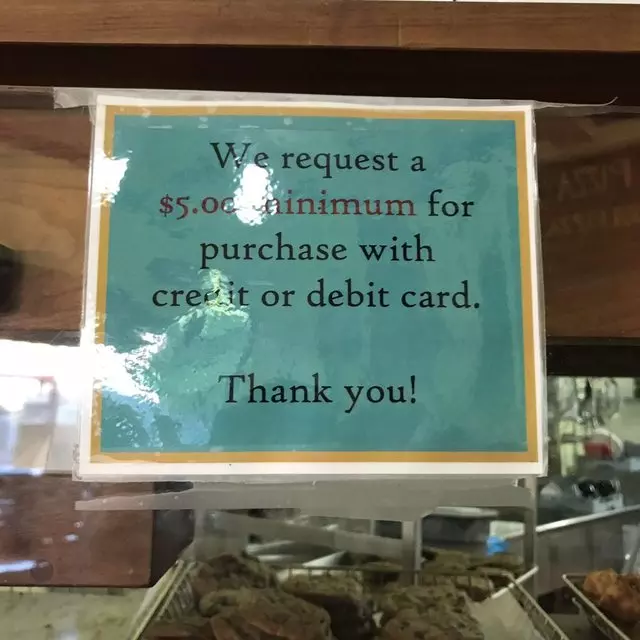 We request a
$5.00 minimum for
purchase with
credit or debit card.
Thank you!